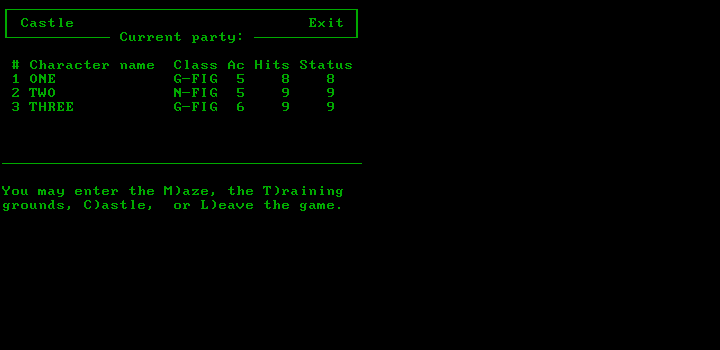 Castle Exit
Current party:
# Character name Class Ac Hits Status
1 ONE G-FIG 5 8 8
2 TWO N-FIG 5 9 9
3 THREE G-FIG 6 9 9
You may enter the M)aze, the T)raining
grounds, C)astle, or L)eave the game.